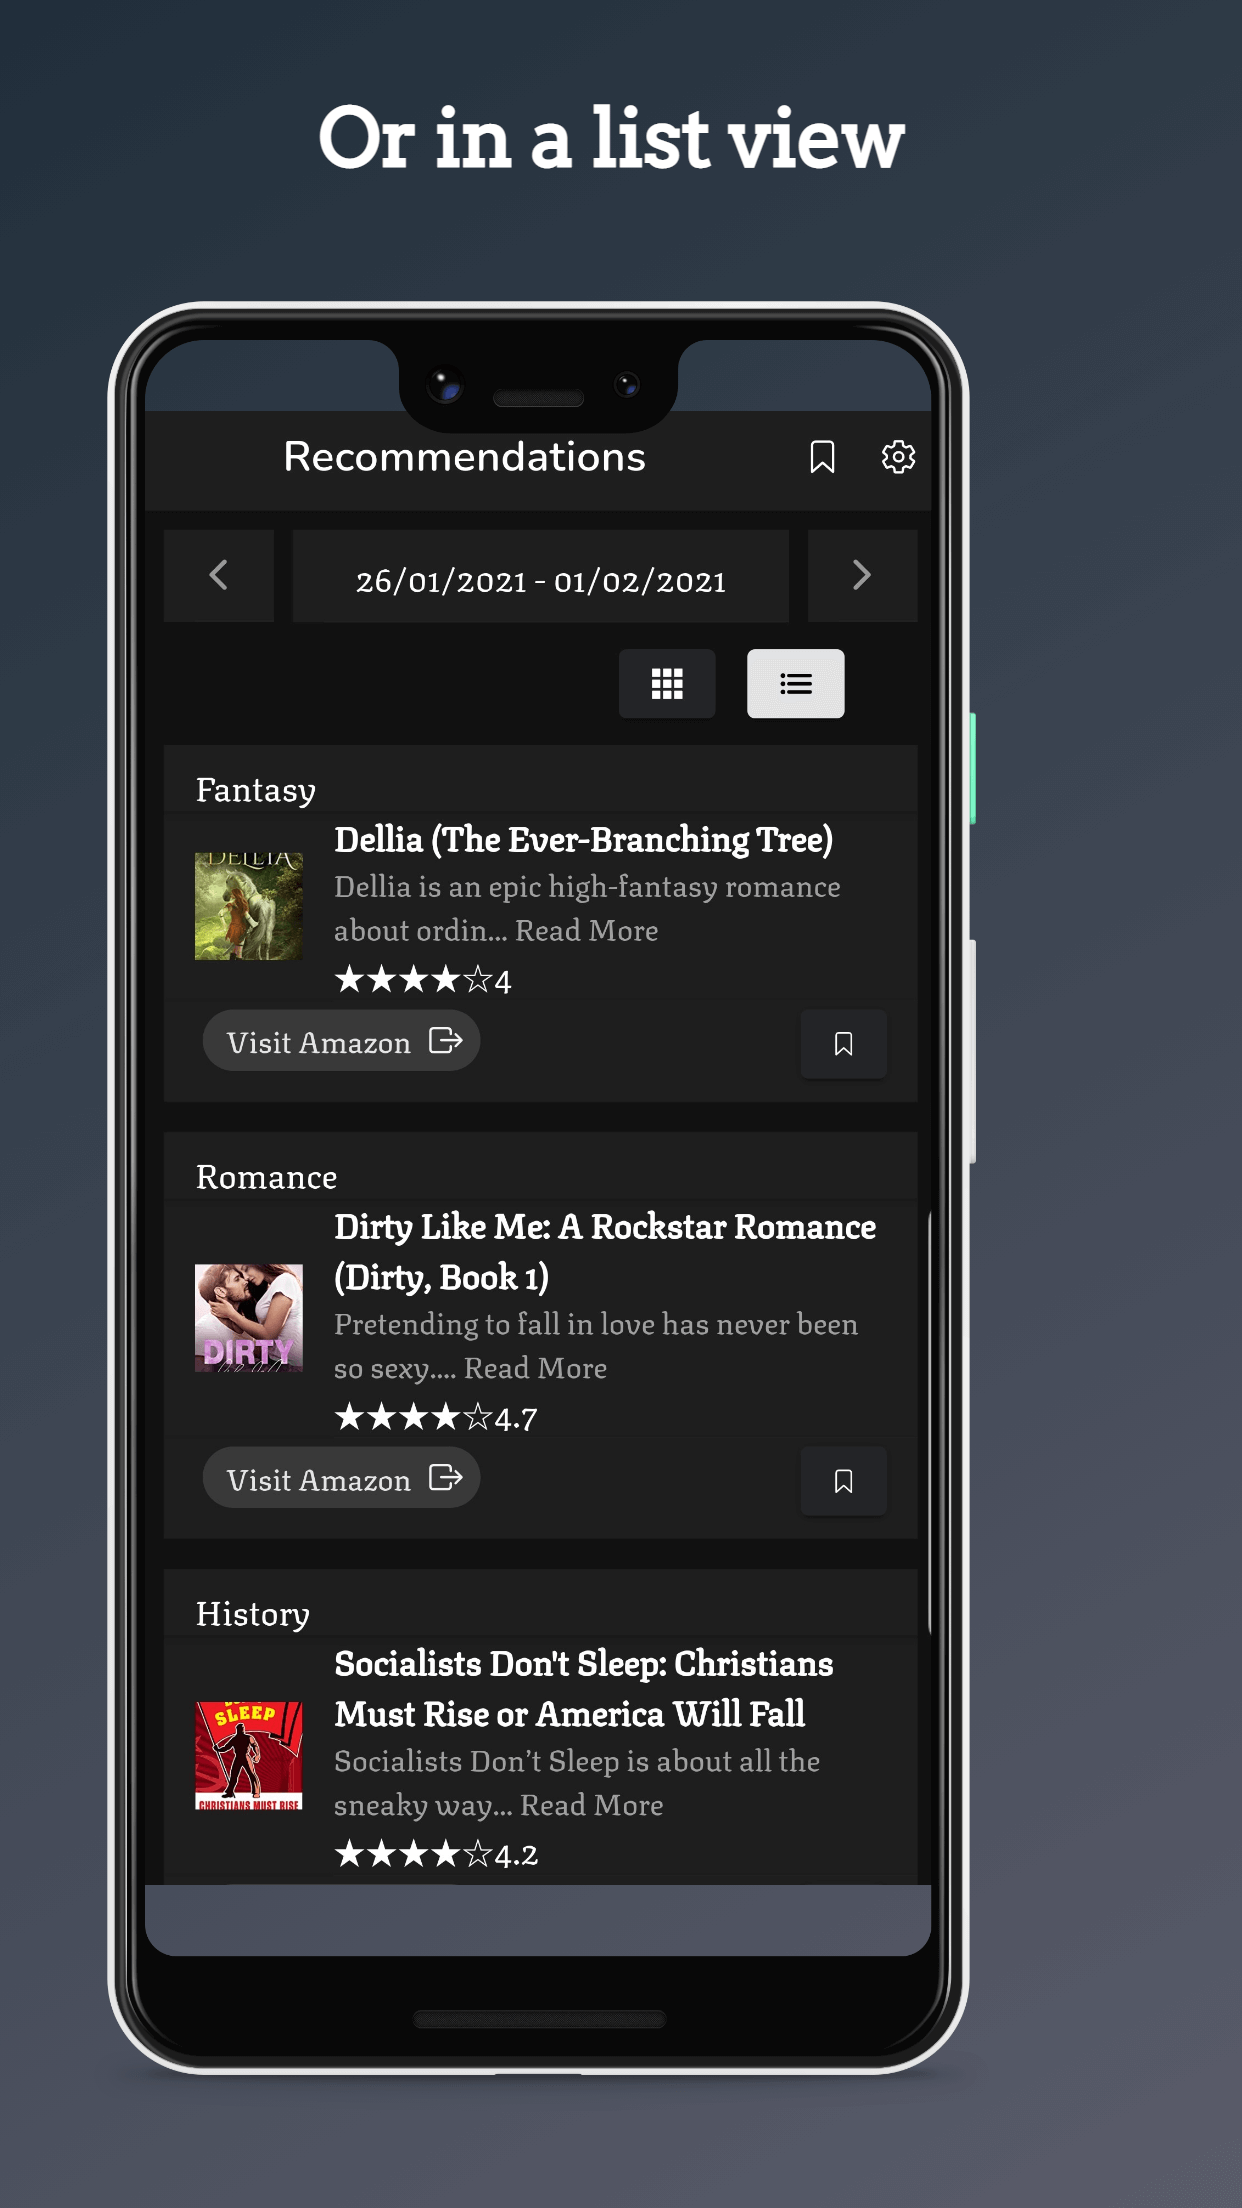 Or in a list view
Recommendations
26/01/2021 - 01/02/2021
Fantasy
DELLIA
Dellia (The Ever-Branching Tree)
Dellia is an epic high-fantasy romance
about ordin... Read More
★★★★☆4
Visit Amazon
Romance
Dirty Like Me: A Rockstar Romance
(Dirty, Book 1)
DIRTY
Pretending to fall in love has never been
so sexy.... Read More
★★★★☆4.7
Visit Amazon
History
Socialists Don't Sleep: Christians
Must Rise or America Will Fall
SLEEP
CHRISTIANS MUST RISE
Socialists Don’t Sleep is about all the
sneaky way... Read More
★★★★☆4.2